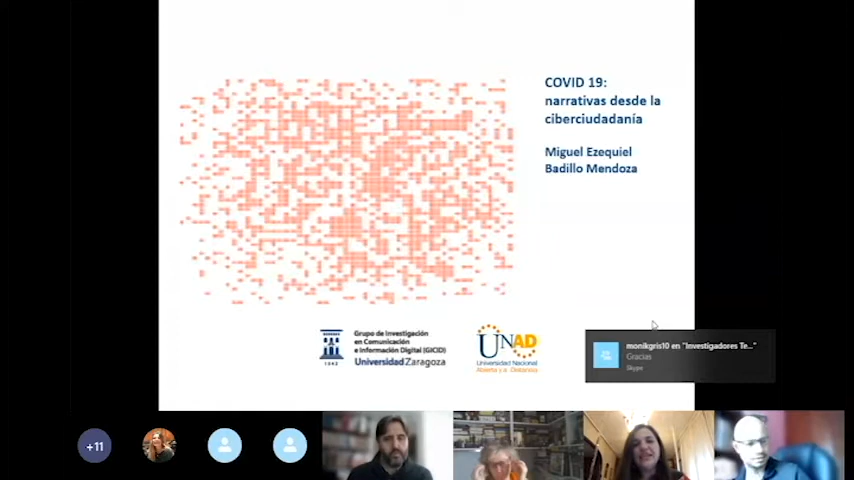 COVID 19:
narrativas desde la
ciberciudadanía
Miguel Ezequiel
Badillo Mendoza
Grupo de Investigación
en Comunicación
e Información Digital (GICID)
Universidad Zaragoza
1542
UNAD
Universidad Nacional
Abierta y a Distancia
monikgris10 en "Investigadores Te..."
Gracias
Skype
+11